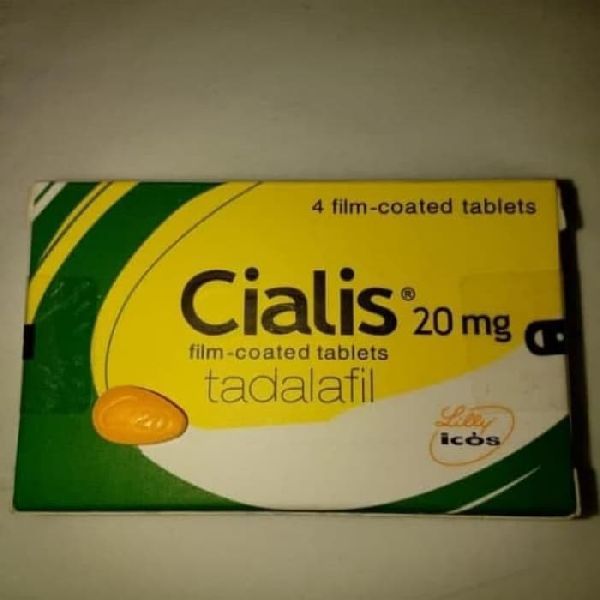 4 film-coated tablets
Cialis® 20 mg
film-coated tablets
tadalafil
Lilly
icos